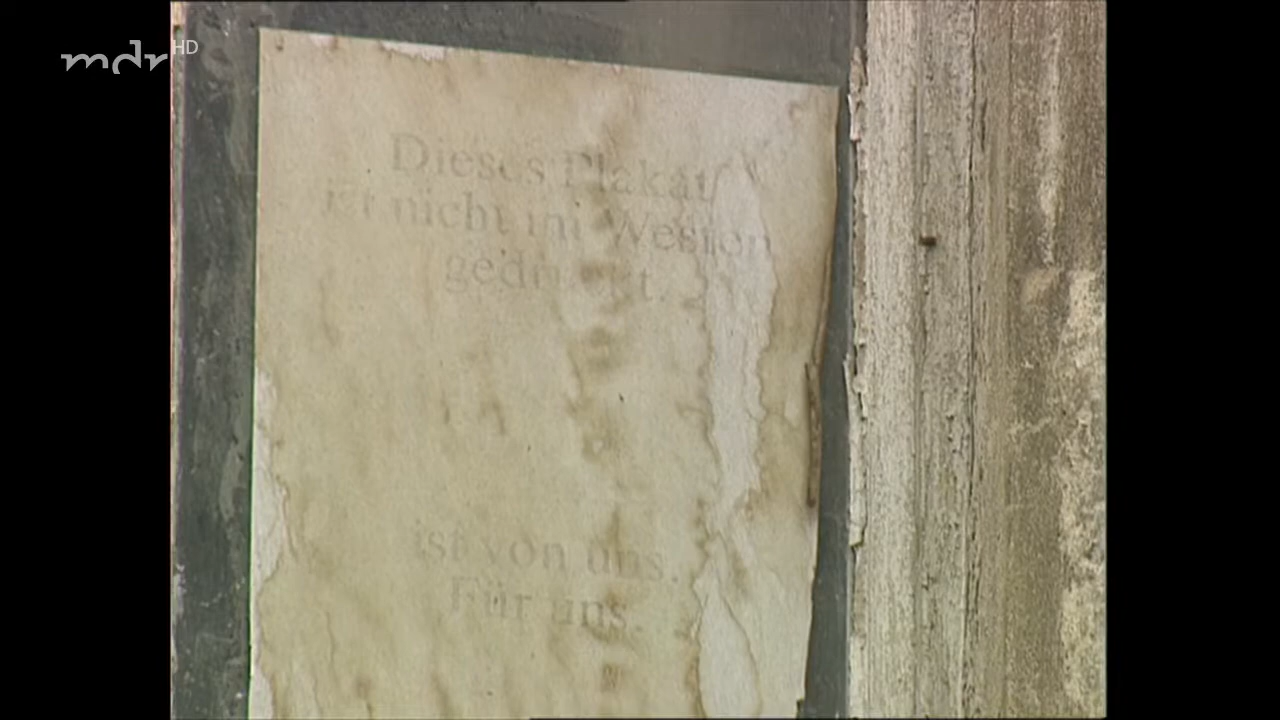 mdr HD
Dieses Plakat
ist nicht im Westen
gedruckt.
ist von uns.
Für uns.